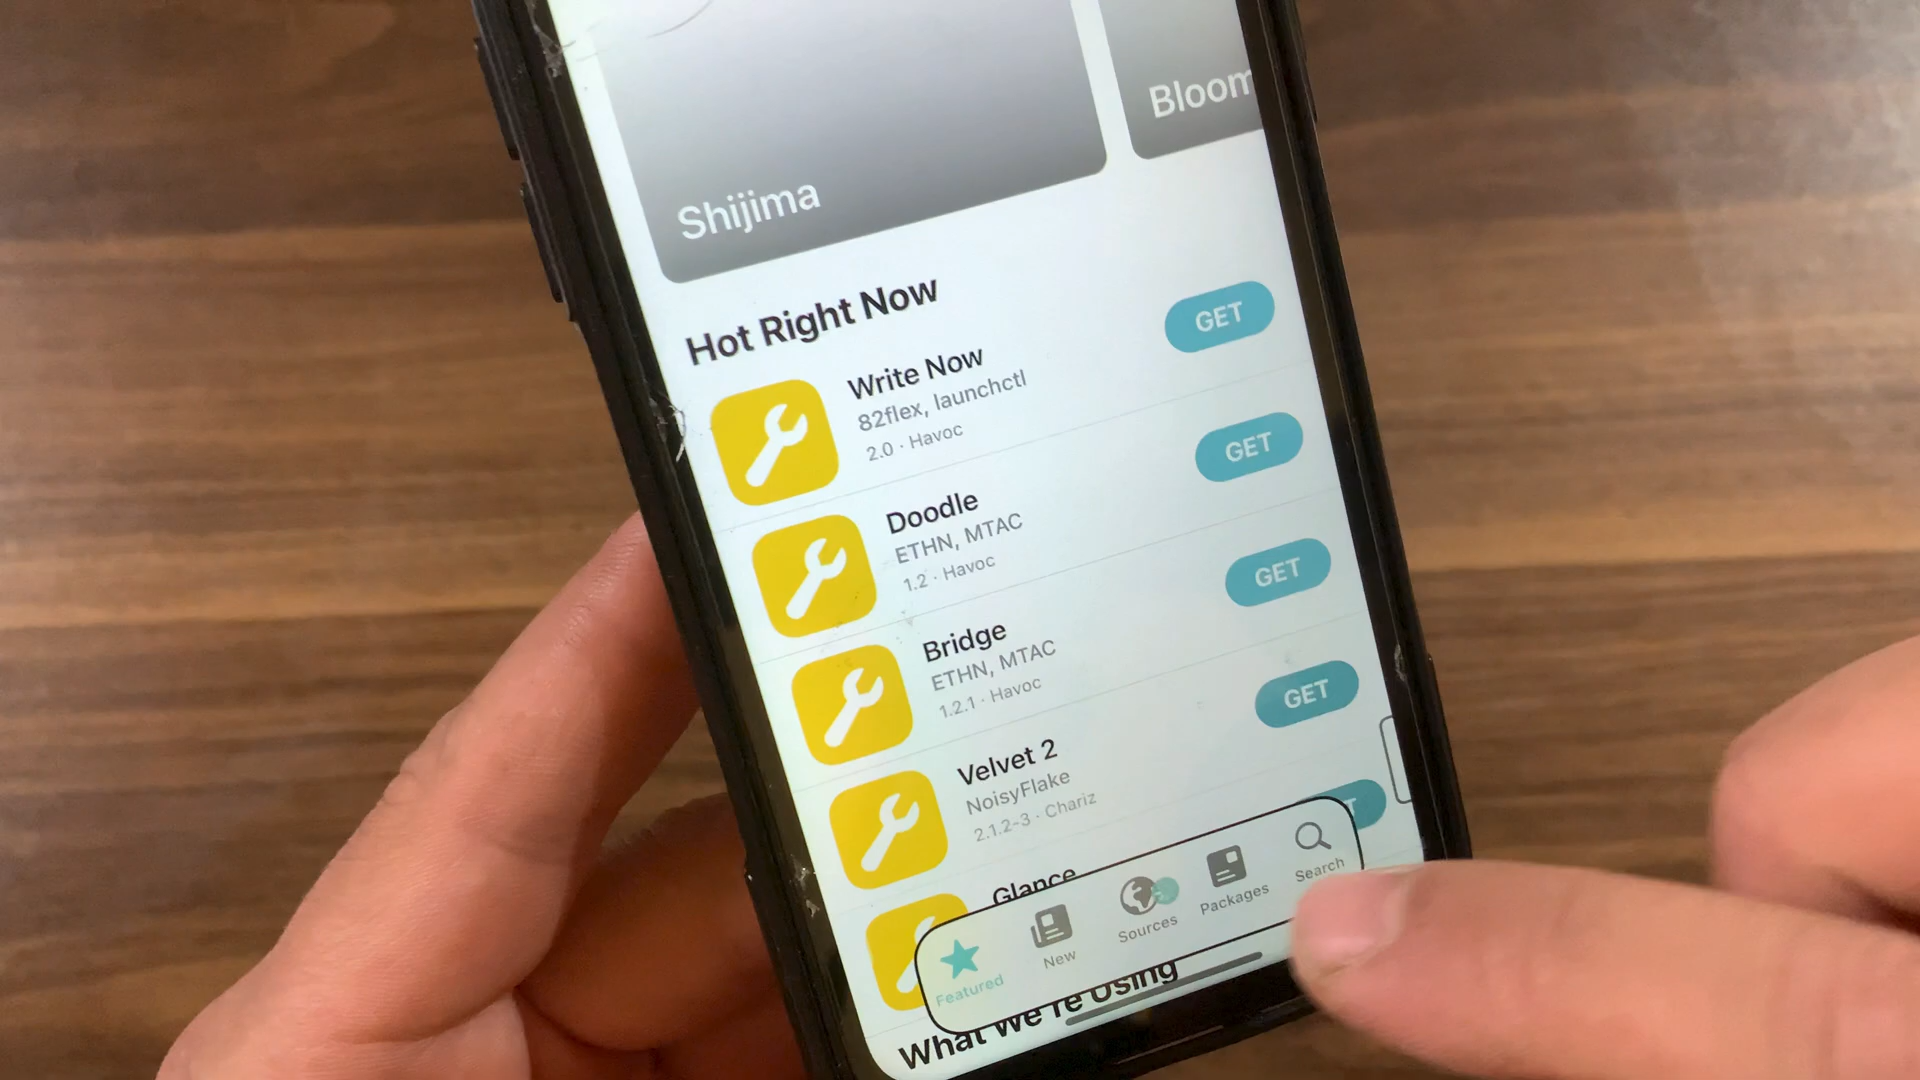 Shijima
Bloom
Hot Right Now
Write Now
82flex, launchctl
2.0 · Havoc
GET
Doodle
ETHN, MTAC
1.2 · Havoc
GET
Bridge
ETHN, MTAC
1.2.1 · Havoc
GET
Velvet 2
NoisyFlake
2.1.2-3 · Chariz
GET
Glance
Featured
New
Sources
Packages
Search
What We're Using